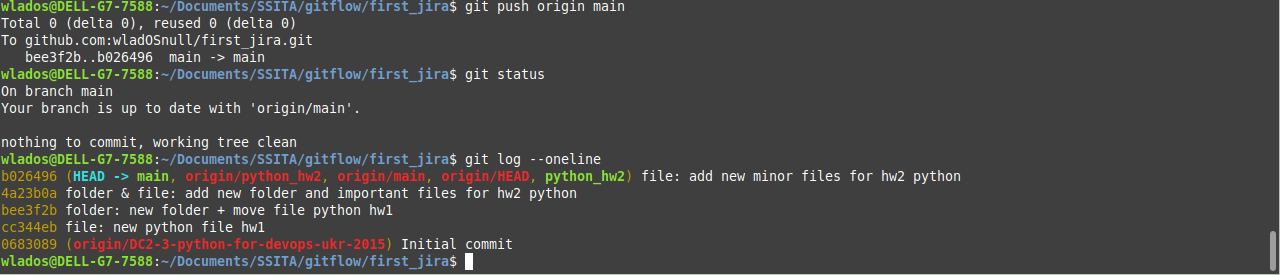 wlados@DELL-G7-7588:~/Documents/SSITA/gitflow/first_jira$ git push origin main
Total 0 (delta 0), reused 0 (delta 0)
To github.com:wladOSnull/first_jira.git
   bee3f2b..b026496  main -> main
wlados@DELL-G7-7588:~/Documents/SSITA/gitflow/first_jira$ git status
On branch main
Your branch is up to date with 'origin/main'.

nothing to commit, working tree clean
wlados@DELL-G7-7588:~/Documents/SSITA/gitflow/first_jira$ git log --oneline
b026496 (HEAD -> main, origin/python_hw2, origin/main, origin/HEAD, python_hw2) file: add new minor files for hw2 python
4a23b0a folder & file: add new folder and important files for hw2 python
bee3f2b folder: new folder + move file python hw1
cc344eb file: new python file hw1
0683089 (origin/DC2-3-python-for-devops-ukr-2015) Initial commit
wlados@DELL-G7-7588:~/Documents/SSITA/gitflow/first_jira$